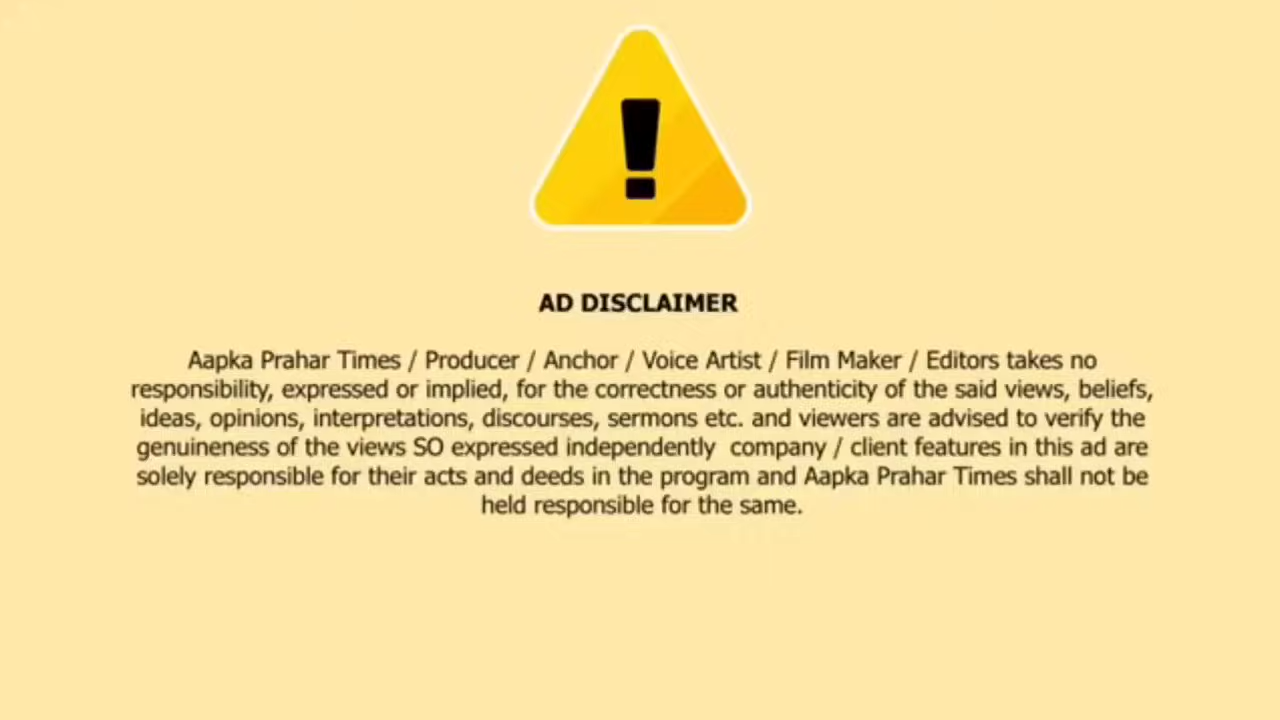 AD DISCLAIMER
Aapka Prahar Times / Producer / Anchor / Voice Artist / Film Maker / Editors takes no
responsibility, expressed or implied, for the correctness or authenticity of the said views, beliefs,
ideas, opinions, interpretations, discourses, sermons etc. and viewers are advised to verify the
genuineness of the views SO expressed independently  company / client features in this ad are
solely responsible for their acts and deeds in the program and Aapka Prahar Times shall not be
held responsible for the same.